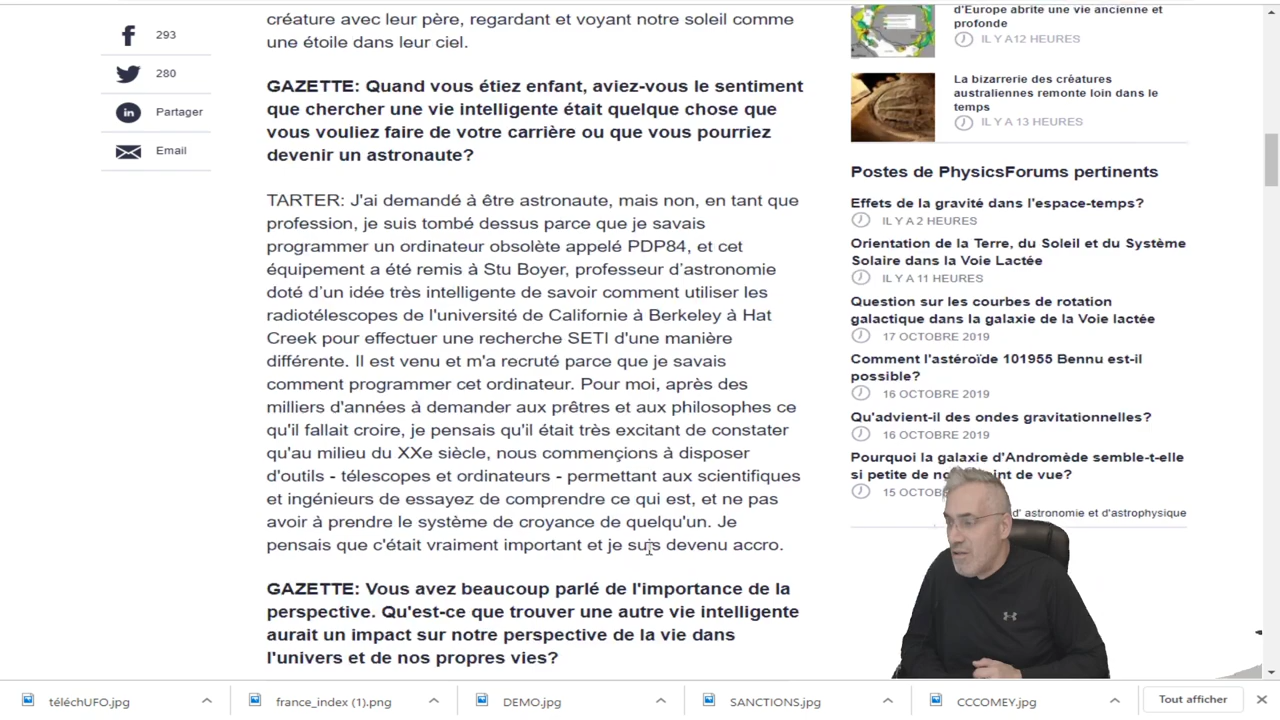 293
280
Partager
Email
créature avec leur père, regardant et voyant notre soleil comme
une étoile dans leur ciel.
GAZETTE: Quand vous étiez enfant, aviez-vous le sentiment
que chercher une vie intelligente était quelque chose que
vous vouliez faire de votre carrière ou que vous pourriez
devenir un astronaute?
TARTER: J'ai demandé à être astronaute, mais non, en tant que
profession, je suis tombé dessus parce que je savais
programmer un ordinateur obsolète appelé PDP84, et cet
équipement a été remis à Stu Boyer, professeur d'astronomie
doté d'un idée très intelligente de savoir comment utiliser les
radiotélescopes de l'université de Californie à Berkeley à Hat
Creek pour effectuer une recherche SETI d'une manière
différente. Il est venu et m'a recruté parce que je savais
comment programmer cet ordinateur. Pour moi, après des
milliers d'années à demander aux prêtres et aux philosophes ce
qu'il fallait croire, je pensais qu'il était très excitant de constater
qu'au milieu du XXe siècle, nous commençions à disposer
d'outils - télescopes et ordinateurs - permettant aux scientifiques
et ingénieurs de essayez de comprendre ce qui est, et ne pas
avoir à prendre le système de croyance de quelqu'un. Je
pensais que c'était vraiment important et je suis devenu accro.
GAZETTE: Vous avez beaucoup parlé de l'importance de la
perspective. Qu'est-ce que trouver une autre vie intelligente
aurait un impact sur notre perspective de la vie dans
l'univers et de nos propres vies?
d'Europe abrite une vie ancienne et
profonde
IL Y A12 HEURES
La bizarrerie des créatures
australiennes remonte loin dans le
temps
IL Y A 13 HEURES
Postes de PhysicsForums pertinents
Effets de la gravité dans l'espace-temps?
IL Y A 2 HEURES
Orientation de la Terre, du Soleil et du Système
Solaire dans la Voie Lactée
IL Y A 11 HEURES
Question sur les courbes de rotation
galactique dans la galaxie de la Voie lactée
17 OCTOBRE 2019
Comment l'astéroïde 101955 Bennu est-il
possible?
16 OCTOBRE 2019
Qu'advient-il des ondes gravitationnelles?
16 OCTOBRE 2019
Pourquoi la galaxie d'Andromède semble-t-elle
si petite de de vue?
15
d' astronomie et d'astrophysique
téléchUFO.jpg
france_index (1).png
DEMO.jpg
SANCTIONS.jpg
CCCOMEY.jpg
Tout afficher